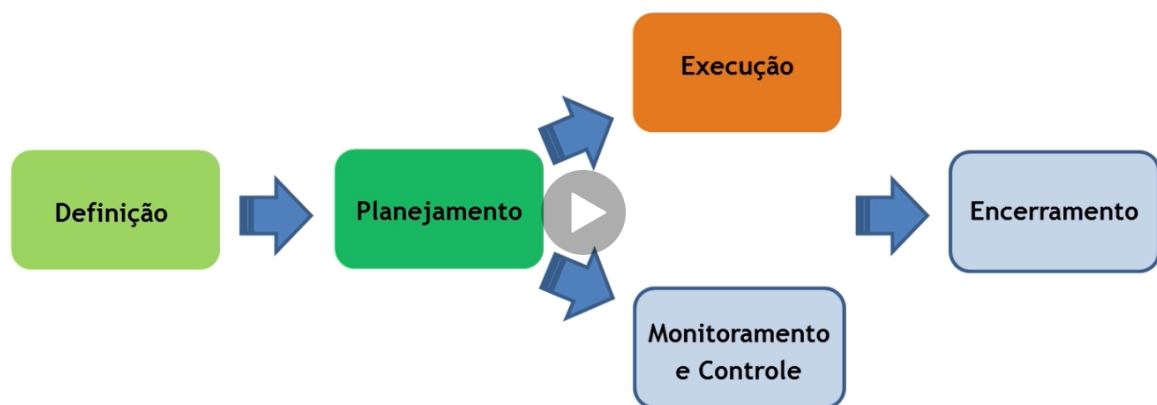 Execução
Definição
Planejamento
Encerramento
Monitoramento
e Controle